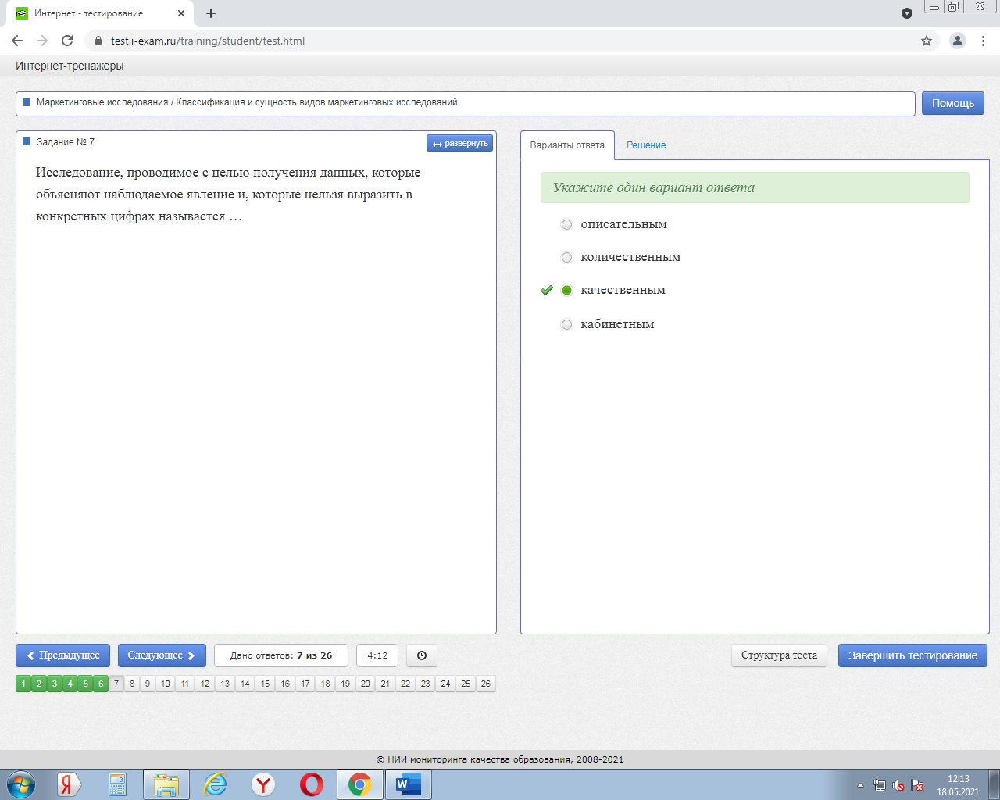 Интернет - тестирование
test.i-exam.ru/training/student/test.html
Интернет-тренажеры
Маркетинговые исследования / Классификация и сущность видов маркетинговых исследований
Помощь
Задание № 7
развернуть
Исследование, проводимое с целью получения данных, которые
объясняют наблюдаемое явление и, которые нельзя выразить в
конкретных цифрах называется …
Варианты ответа
Решение
Укажите один вариант ответа
описательным
количественным
качественным
кабинетным
Предыдущее
Следующее
Дано ответов: 7 из 26
4:12
Структура теста
Завершить тестирование
1 2 3 4 5 6 7 8 9 10 11 12 13 14 15 16 17 18 19 20 21 22 23 24 25 26
© НИИ мониторинга качества образования, 2008-2021
12:13
18.05.2021